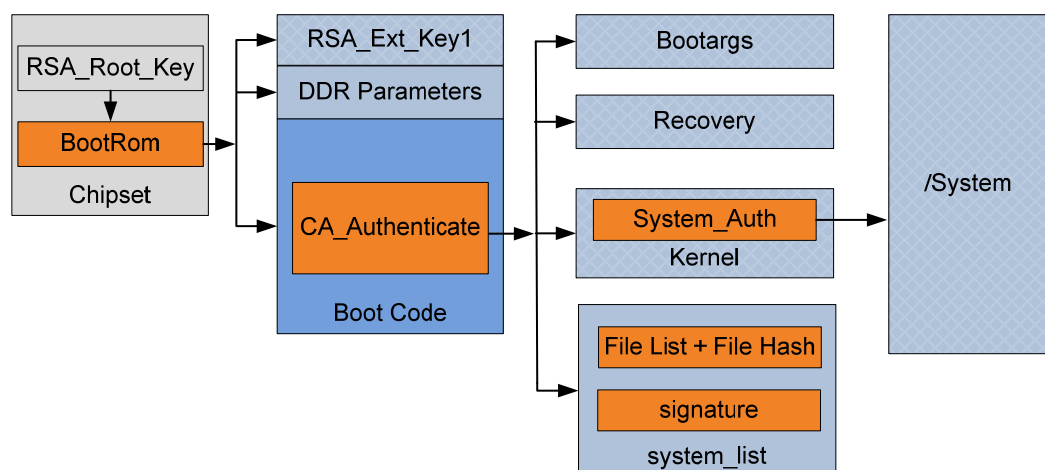 RSA_Root_Key
BootRom
Chipset
RSA_Ext_Key1
DDR Parameters
CA_Authenticate
Boot Code
Bootargs
Recovery
System_Auth
Kernel
File List + File Hash
signature
system_list
/System